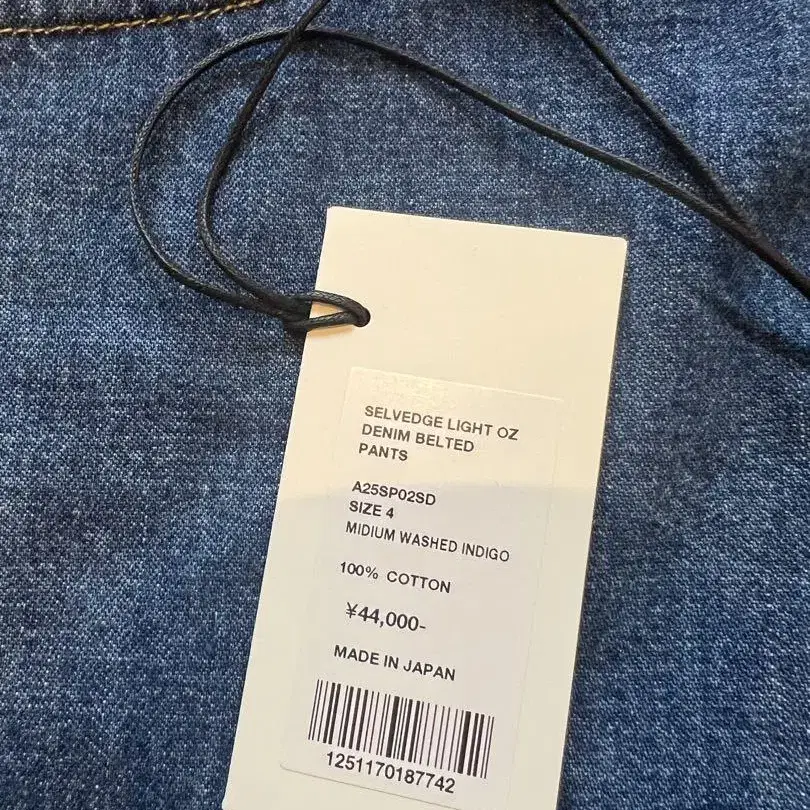 SELVEDGE LIGHT OZ
DENIM BELTED
PANTS
A25SP02SD
SIZE 4
MIDIUM WASHED INDIGO
100% COTTON
¥44,000-
MADE IN JAPAN
1251170187742